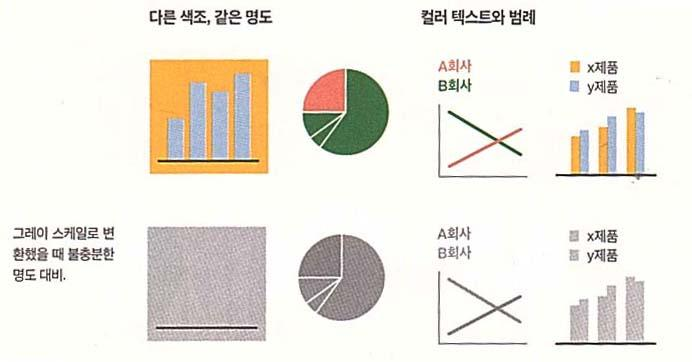 다른 색조, 같은 명도
컬러 텍스트와 범례
A회사
B회사
x제품
y제품
그레이 스케일로 변
환했을 때 불충분한
명도 대비.
A회사
B회사
x제품
y제품